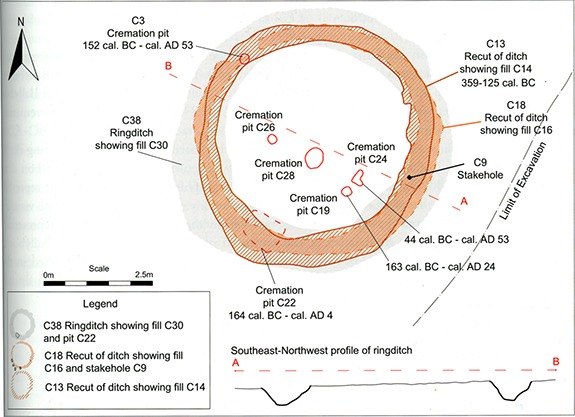 N
C3
Cremation pit
152 cal. BC - cal. AD 53
B
C13
Recut of ditch
showing fill C14
359-125 cal. BC
C18
Recut of ditch
showing fill C16
C38
Ringditch
showing fill C30
Cremation
pit C26
Cremation
pit C24
Cremation
pit C28
C9
Stakehole
Cremation
pit C19
A
Limit of Excavation
44 cal. BC - cal. AD 53
163 cal. BC - cal. AD 24
Scale
0m
2.5m
Cremation
pit C22
164 cal. BC - cal. AD 4
Legend
C38 Ringditch showing fill C30
and pit C22
C18 Recut of ditch showing fill
C16 and stakehole C9
C13 Recut of ditch showing fill C14
Southeast-Northwest profile of ringditch
A
B